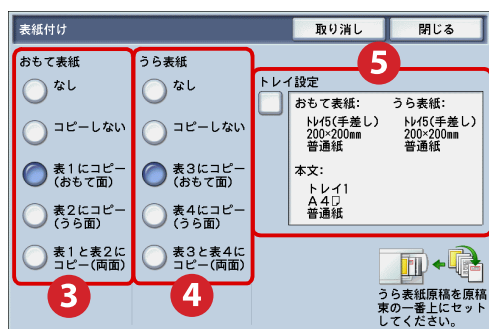 表紙付け
取り消し
閉じる
おもて表紙
なし
コピーしない
表1にコピー
(おもて面)
表2にコピー
(うら面)
表1と表2に
コピー(両面)
3
うら表紙
なし
コピーしない
表3にコピー
(おもて面)
表4にコピー
(うら面)
表3と表4に
コピー(両面)
4
5
トレイ設定
おもて表紙:
トレイ5(手差し)
200×200mm
普通紙
うら表紙:
トレイ5(手差し)
200×200mm
普通紙
本文:
トレイ1
A4
普通紙
うら表紙原稿を原稿
束の一番上にセット
してください。